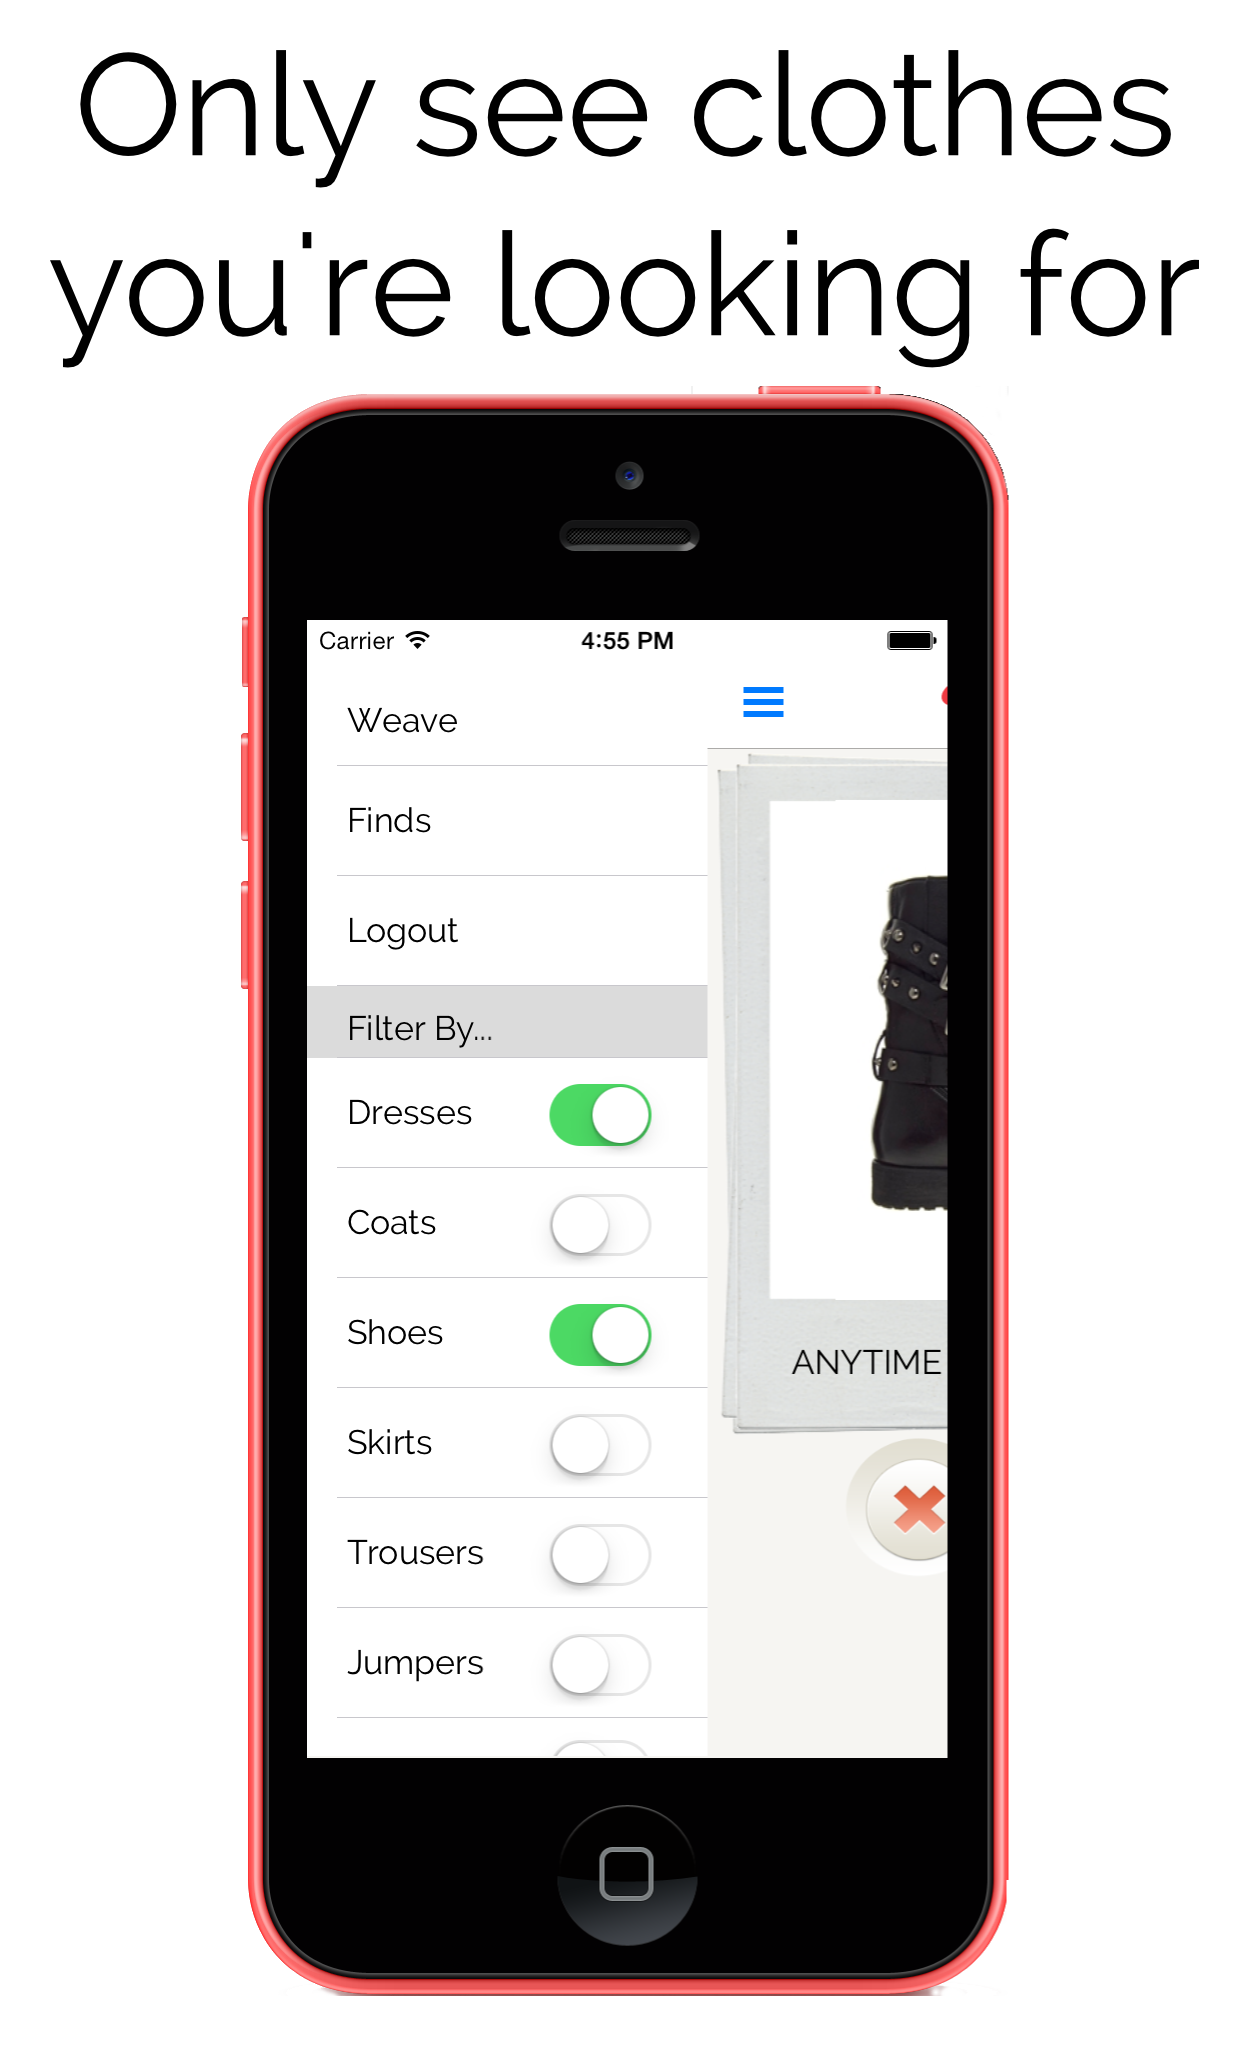 Only see clothes
you're looking for
Carrier 4:55 PM
Weave
Finds
Logout
Filter By...
Dresses
Coats
Shoes
Skirts
Trousers
Jumpers
ANYTIME